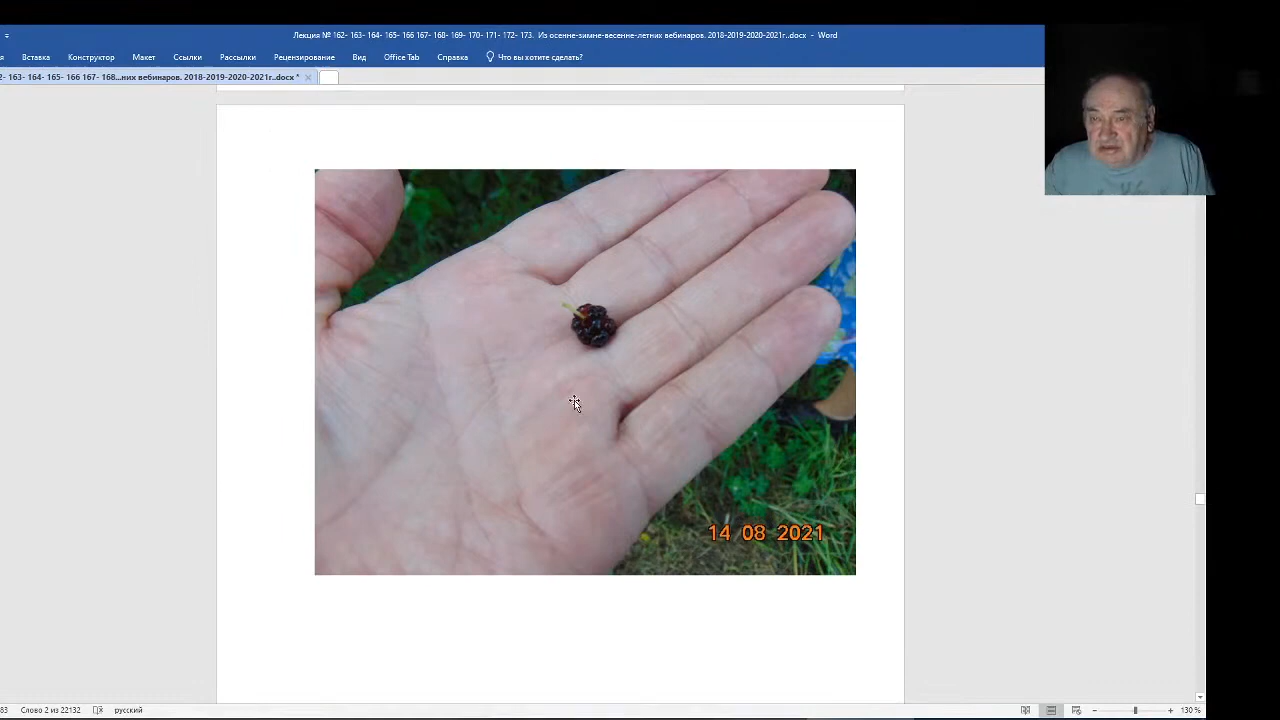 Лекция № 162- 163- 164- 165- 166 167- 168- 169- 170- 171- 172- 173. Из осенне-зимне-весенне-летних вебинаров. 2018-2019-2020-2021г..docx - Word
я Вставка Конструктор Макет Ссылки Рассылки Рецензирование Вид Office Tab Справка Что вы хотите сделать?
2- 163- 164- 165- 166 167- 168...них вебинаров. 2018-2019-2020-2021г..docx *
14 08 2021
83 Слово 2 из 22132 русский 130 %